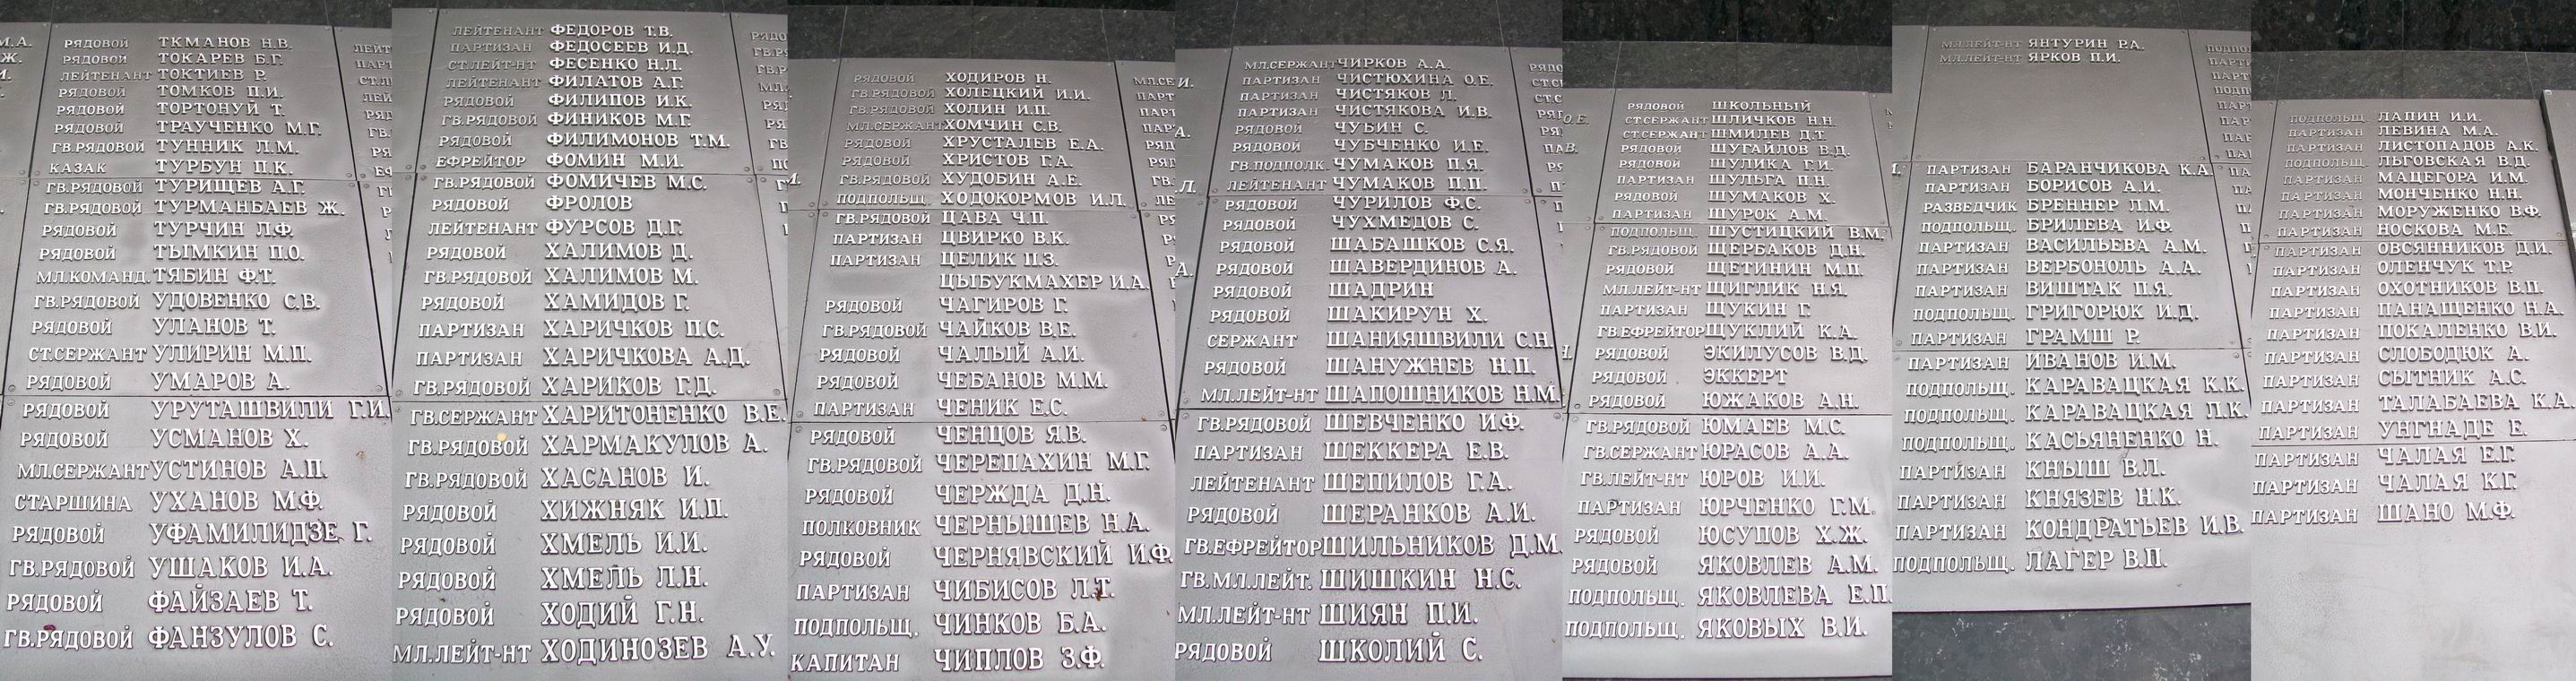 РЯДОВОЙ ТКМАНОВ Н.В.
РЯДОВОЙ ТОКАРЕВ Б.Г.
ЛЕЙТЕНАНТ ТОКТИЕВ Р.
РЯДОВОЙ ТОМКОВ П.И.
РЯДОВОЙ ТОРТОНУЙ Т.
РЯДОВОЙ ТРАУЧЕНКО М.Г.
ГВ.РЯДОВОЙ ТУННИК Л.М.
КАЗАК ТУРБУН П.К.
ГВ.РЯДОВОЙ ТУРИЩЕВ А.Г.
ГВ.РЯДОВОЙ ТУРМАНБАЕВ Ж.
РЯДОВОЙ ТУРЧИН Л.Ф.
РЯДОВОЙ ТЫМКИН П.О.
МЛ.КОМАНД. ТЯБИН Ф.Т.
ГВ.РЯДОВОЙ УДОВЕНКО С.В.
РЯДОВОЙ УЛАНОВ Т.
СТ.СЕРЖАНТ УЛИРИН М.П.
РЯДОВОЙ УМАРОВ А.
РЯДОВОЙ УРУТАШВИЛИ Г.И.
РЯДОВОЙ УСМАНОВ Х.
МЛ.СЕРЖАНТ УСТИНОВ А.П.
СТАРШИНА УХАНОВ М.Ф.
РЯДОВОЙ УФАМИЛИДЗЕ Г.
ГВ.РЯДОВОЙ УШАКОВ И.А.
РЯДОВОЙ ФАЙЗАЕВ Т.
ГВ.РЯДОВОЙ ФАНЗУЛОВ С.
ЛЕЙТЕНАНТ ФЕДОРОВ Т.В.
ПАРТИЗАН ФЕДОСЕЕВ И.Д.
СТ.ЛЕЙТ-НТ ФЕСЕНКО Н.Л.
ЛЕЙТЕНАНТ ФИЛАТОВ А.Г.
РЯДОВОЙ ФИЛИПОВ И.К.
ГВ.РЯДОВОЙ ФИНИКОВ М.Г.
РЯДОВОЙ ФИЛИМОНОВ Т.М.
ЕФРЕЙТОР ФОМИН М.И.
ГВ.РЯДОВОЙ ФОМИЧЕВ М.С.
РЯДОВОЙ ФРОЛОВ
ЛЕЙТЕНАНТ ФУРСОВ Д.Г.
РЯДОВОЙ ХАЛИМОВ Д.
ГВ.РЯДОВОЙ ХАЛИМОВ М.
РЯДОВОЙ ХАМИДОВ Г.
ПАРТИЗАН ХАРИЧКОВ П.С.
ПАРТИЗАН ХАРИЧКОВА А.Д.
ГВ.РЯДОВОЙ ХАРИКОВ Г.Д.
ГВ.СЕРЖАНТ ХАРИТОНЕНКО В.Е.
ГВ.РЯДОВОЙ ХАРМАКУЛОВ А.
ГВ.РЯДОВОЙ ХАСАНОВ И.
РЯДОВОЙ ХИЖНЯК И.П.
РЯДОВОЙ ХМЕЛЬ И.И.
РЯДОВОЙ ХМЕЛЬ Л.Н.
РЯДОВОЙ ХОДИЙ Г.Н.
МЛ.ЛЕЙТ-НТ ХОДИНОЗЕВ А.У.
РЯДОВОЙ ХОДИРОВ Н.
ГВ.РЯДОВОЙ ХОЛЕЦКИЙ И.И.
ГВ.РЯДОВОЙ ХОЛИН И.П.
МЛ.СЕРЖАНТ ХОМЧИН С.В.
РЯДОВОЙ ХРУСТАЛЕВ Е.А.
РЯДОВОЙ ХРИСТОВ Г.А.
РЯДОВОЙ ХУДОБИН А.Е.
ПОДПОЛЬЩ. ХОДОКОРМОВ И.Л.
ГВ.РЯДОВОЙ ЦАВА Ч.П.
ПАРТИЗАН ЦВИРКО В.К.
ПАРТИЗАН ЦЕЛИК П.З.
ЦЫБУКМАХЕР И.А.
РЯДОВОЙ ЧАГИРОВ Г.
ГВ.РЯДОВОЙ ЧАЙКОВ В.Е.
РЯДОВОЙ ЧАЛЫЙ А.И.
РЯДОВОЙ ЧЕБАНОВ М.М.
ПАРТИЗАН ЧЕНИК Е.С.
РЯДОВОЙ ЧЕНЦОВ Я.В.
ГВ.РЯДОВОЙ ЧЕРЕПАХИН М.Г.
РЯДОВОЙ ЧЕРЖДА Д.Н.
ПОЛКОВНИК ЧЕРНЫШЕВ Н.А.
РЯДОВОЙ ЧЕРНЯВСКИЙ И.Ф.
ПАРТИЗАН ЧИБИСОВ Л.Т.
ПОДПОЛЬЩ. ЧИНКОВ Б.А.
КАПИТАН ЧИПЛОВ З.Ф.
МЛ.СЕРЖАНТ ЧИРКОВ А.А.
ПАРТИЗАН ЧИСТЮХИНА О.Е.
ПАРТИЗАН ЧИСТЯКОВ Л.
ПАРТИЗАН ЧИСТЯКОВА И.В.
РЯДОВОЙ ЧУБИН С.
РЯДОВОЙ ЧУБЧЕНКО И.Е.
ГВ.ПОДПОЛК. ЧУМАКОВ П.Я.
ЛЕЙТЕНАНТ ЧУМАКОВ П.П.
РЯДОВОЙ ЧУРИЛОВ Ф.С.
РЯДОВОЙ ЧУХМЕДОВ С.
РЯДОВОЙ ШАБАШКОВ С.Я.
РЯДОВОЙ ШАВЕРДИНОВ А.
РЯДОВОЙ ШАДРИН
РЯДОВОЙ ШАКИРУН Х.
СЕРЖАНТ ШАНИЯШВИЛИ С.Н.
РЯДОВОЙ ШАНУЖНЕВ Н.П.
МЛ.ЛЕЙТ-НТ ШАПОШНИКОВ Н.М.
ГВ.РЯДОВОЙ ШЕВЧЕНКО И.Ф.
ПАРТИЗАН ШЕККЕРА Е.В.
ЛЕЙТЕНАНТ ШЕПИЛОВ Г.А.
РЯДОВОЙ ШЕРАНКОВ А.И.
ГВ.ЕФРЕЙТОР ШИЛЬНИКОВ Д.М.
ГВ.МЛ.ЛЕЙТ. ШИШКИН Н.С.
МЛ.ЛЕЙТ-НТ ШИЯН П.И.
РЯДОВОЙ ШКОЛИЙ С.
РЯДОВОЙ ШКОЛЬНЫЙ
СТ.СЕРЖАНТ ШЛИЧКОВ Н.Н.
СТ.СЕРЖАНТ ШМИЛЕВ Д.Т.
РЯДОВОЙ ШУГАЙЛОВ В.Д.
РЯДОВОЙ ШУЛИКА Г.И.
ПАРТИЗАН ШУЛЬГА П.Н.
РЯДОВОЙ ШУМАКОВ Х.
ПАРТИЗАН ШУРОК А.М.
ПОДПОЛЬЩ. ШУСТИЦКИЙ В.М.
ГВ.РЯДОВОЙ ЩЕРБАКОВ Д.Н.
РЯДОВОЙ ЩЕТИНИН М.П.
МЛ.ЛЕЙТ-НТ ЩИГЛИК Н.Я.
ПАРТИЗАН ЩУКИН Г.
ГВ.ЕФРЕЙТОР ЩУКЛИЙ К.А.
РЯДОВОЙ ЭКИЛУСОВ В.Д.
РЯДОВОЙ ЭККЕРТ
РЯДОВОЙ ЮЖАКОВ А.Н.
ГВ.РЯДОВОЙ ЮМАЕВ М.С.
ГВ.СЕРЖАНТ ЮРАСОВ А.А.
ГВ.ЛЕЙТ-НТ ЮРОВ И.И.
ПАРТИЗАН ЮРЧЕНКО Г.М.
РЯДОВОЙ ЮСУПОВ Х.Ж.
РЯДОВОЙ ЯКОВЛЕВ А.М.
ПОДПОЛЬЩ. ЯКОВЛЕВА Е.П.
ПОДПОЛЬЩ. ЯКОВЫХ В.И.
МЛ.ЛЕЙТ-НТ ЯНТУРИН Р.А.
МЛ.ЛЕЙТ-НТ ЯРКОВ П.И.
ПАРТИЗАН БАРАНЧИКОВА К.А.
ПАРТИЗАН БОРИСОВ А.И.
РАЗВЕДЧИК БРЕННЕР Л.М.
ПОДПОЛЬЩ. БРИЛЕВА И.Ф.
ПАРТИЗАН ВАСИЛЬЕВА А.М.
ПАРТИЗАН ВЕРБОНОЛЬ А.А.
ПАРТИЗАН ВИШТАК П.Я.
ПОДПОЛЬЩ. ГРИГОРЮК И.Д.
ПАРТИЗАН ГРАМШ Р.
ПАРТИЗАН ИВАНОВ И.М.
ПОДПОЛЬЩ. КАРАВАЦКАЯ К.К.
ПОДПОЛЬЩ. КАРАВАЦКАЯ Л.К.
ПОДПОЛЬЩ. КАСЬЯНЕНКО Н.
ПАРТИЗАН КНЫШ В.Л.
ПАРТИЗАН КНЯЗЕВ Н.К.
ПАРТИЗАН КОНДРАТЬЕВ И.В.
ПОДПОЛЬЩ. ЛАГЕР В.П.
ПОДПОЛЬЩ. ЛАПИН И.И.
ПАРТИЗАН ЛЕВИНА М.А.
ПАРТИЗАН ЛИСТОПАДОВ А.К.
ПОДПОЛЬЩ. ЛЬГОВСКАЯ В.Д.
ПАРТИЗАН МАЦЕГОРА И.М.
ПАРТИЗАН МОНЧЕНКО Н.Н.
ПАРТИЗАН МОРУЖЕНКО В.Ф.
ПАРТИЗАН НОСКОВА М.Е.
ПАРТИЗАН ОВСЯННИКОВ Д.И.
ПАРТИЗАН ОЛЕНЧУК Т.Р.
ПАРТИЗАН ОХОТНИКОВ В.П.
ПАРТИЗАН ПАНАЩЕНКО Н.А.
ПАРТИЗАН ПОКАЛЕНКО В.И.
ПАРТИЗАН СЛОБОДЮК А.
ПАРТИЗАН СЫТНИК А.С.
ПАРТИЗАН ТАЛАБАЕВА К.А.
ПАРТИЗАН УНГНАДЕ Е.
ПАРТИЗАН ЧАЛАЯ Е.Г.
ПАРТИЗАН ЧАЛАЯ К.Г.
ПАРТИЗАН ШАНО М.Ф.